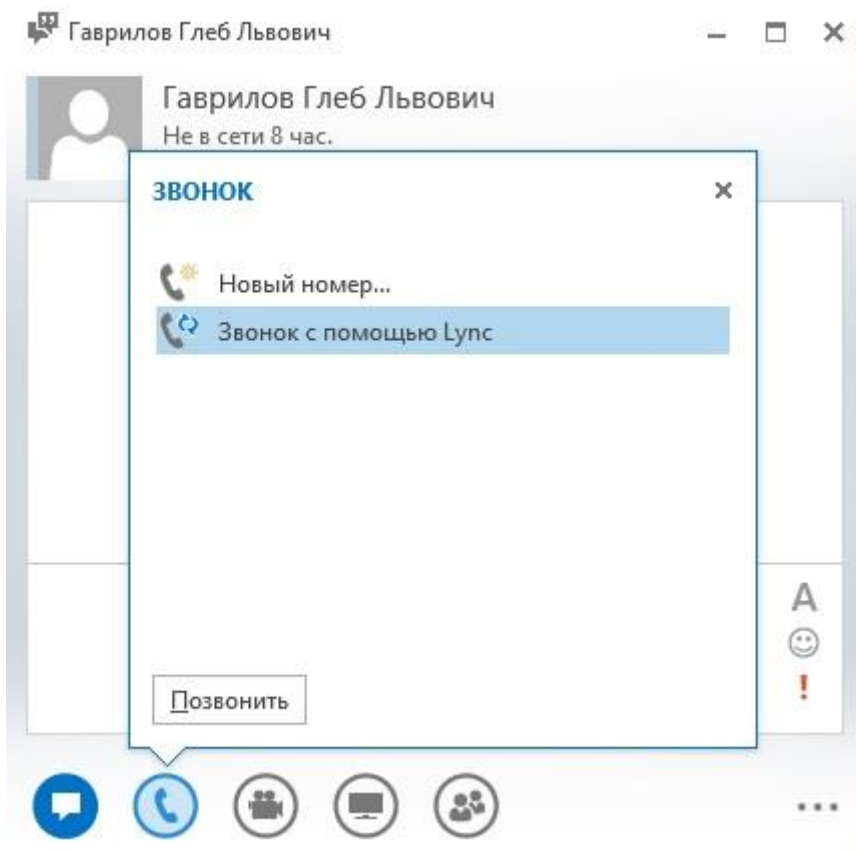 Гаврилов Глеб Львович
Гаврилов Глеб Львович
Не в сети 8 час.
ЗВОНОК
Новый номер...
Звонок с помощью Lync
A
!
Позвонить